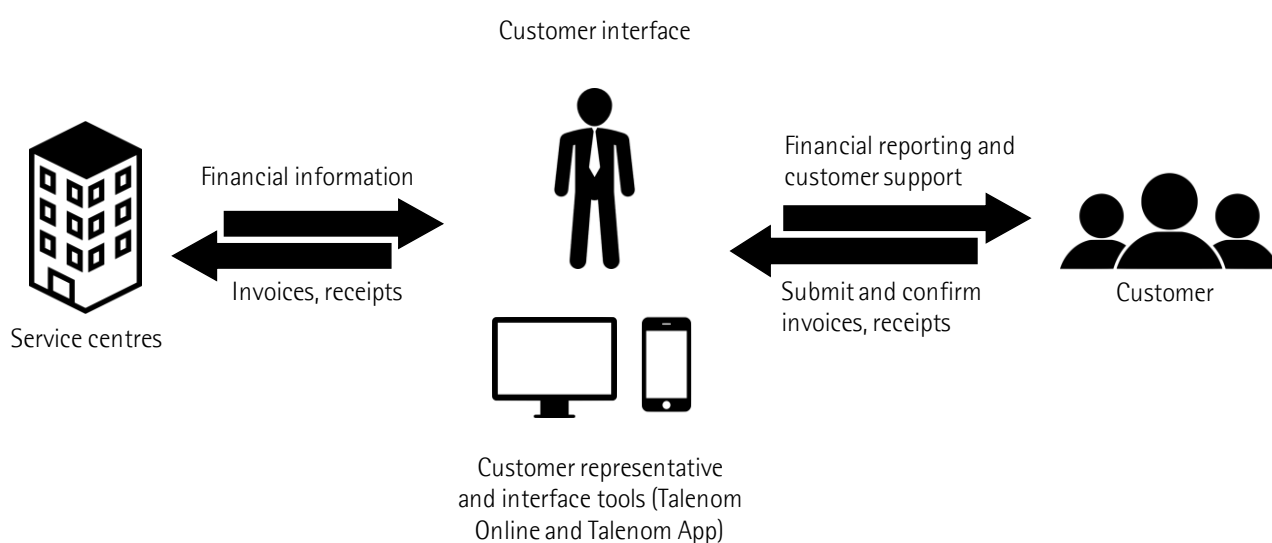 Customer interface
Financial information
Invoices, receipts
Service centres
Financial reporting and
customer support
Submit and confirm
invoices, receipts
Customer
Customer representative
and interface tools (Talenom
Online and Talenom App)